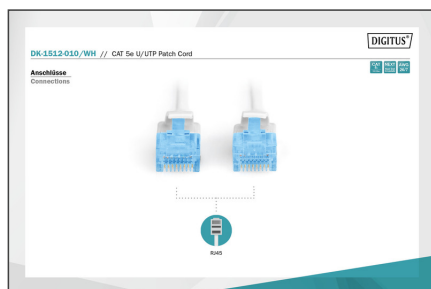 DIGITUS®
DK-1512-010/WH // CAT 5e U/UTP Patch Cord
Anschlüsse
Connections
RJ45